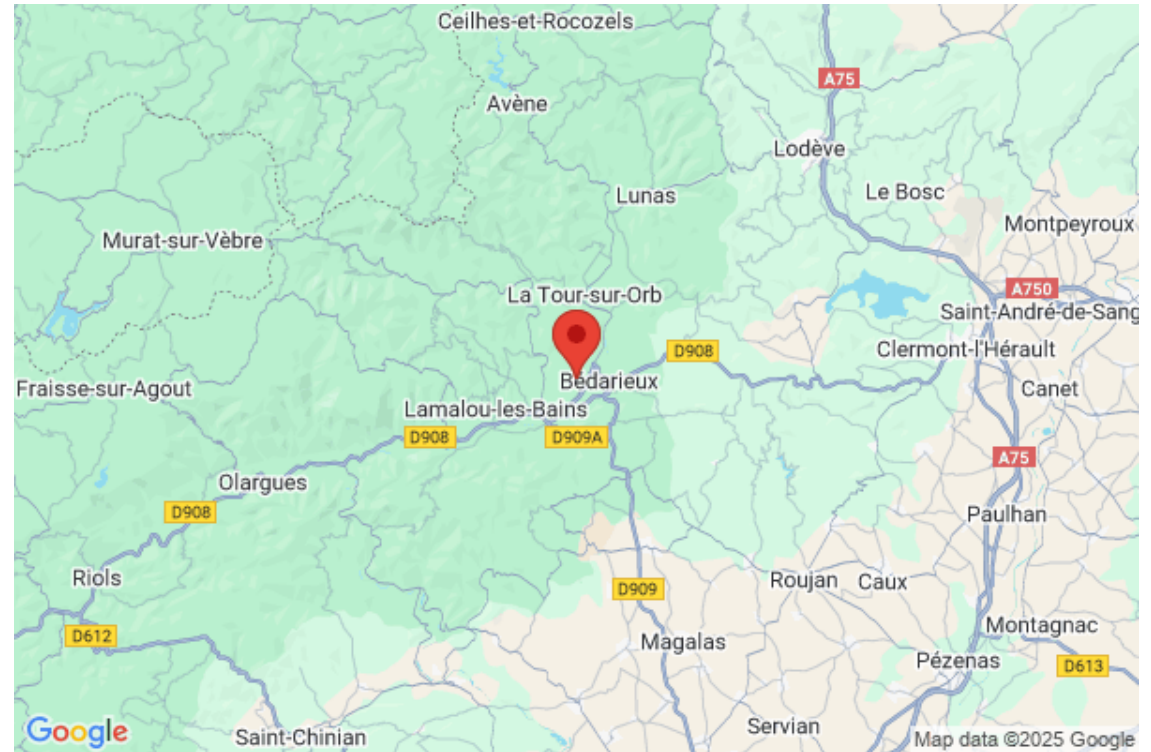 Ceilhes-et-Rocozels
A75
Avène
Lodève
Le Bosc
Lunas
Montpeyroux
Murat-sur-Vèbre
A750
La Tour-sur-Orb
Saint-André-de-Sang
D908
Clermont-l'Hérault
Bédarieux
Fraisse-sur-Agout
Canet
Lamalou-les-Bains
D908
D909A
A75
Olargues
D908
Paulhan
Riols
Roujan
Caux
D909
Montagnac
D612
Magalas
Pézenas
D613
Servian
Google
Saint-Chinian
Map data ©2025 Google